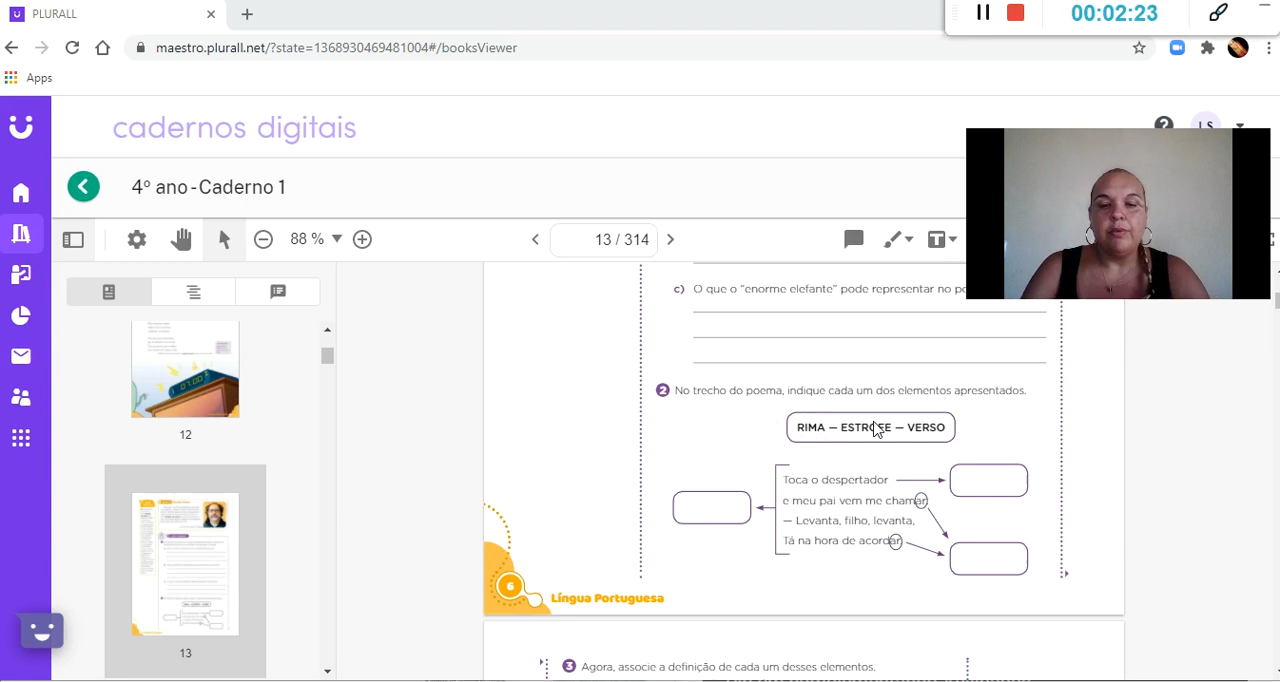 PLURALL
00:02:23
maestro.plurall.net/?state=1368930469481004#/booksViewer
Apps
cadernos digitais
LS
4º ano - Caderno 1
88 %
13 / 314
c) O que o "enorme elefante" pode representar no
2 No trecho do poema, indique cada um dos elementos apresentados.
RIMA — ESTROFE — VERSO
Toca o despertador
e meu pai vem me chamar:
— Levanta, filho, levanta,
Tá na hora de acordar.
12
6
Língua Portuguesa
13
3 Agora, associe a definição de cada um desses elementos.